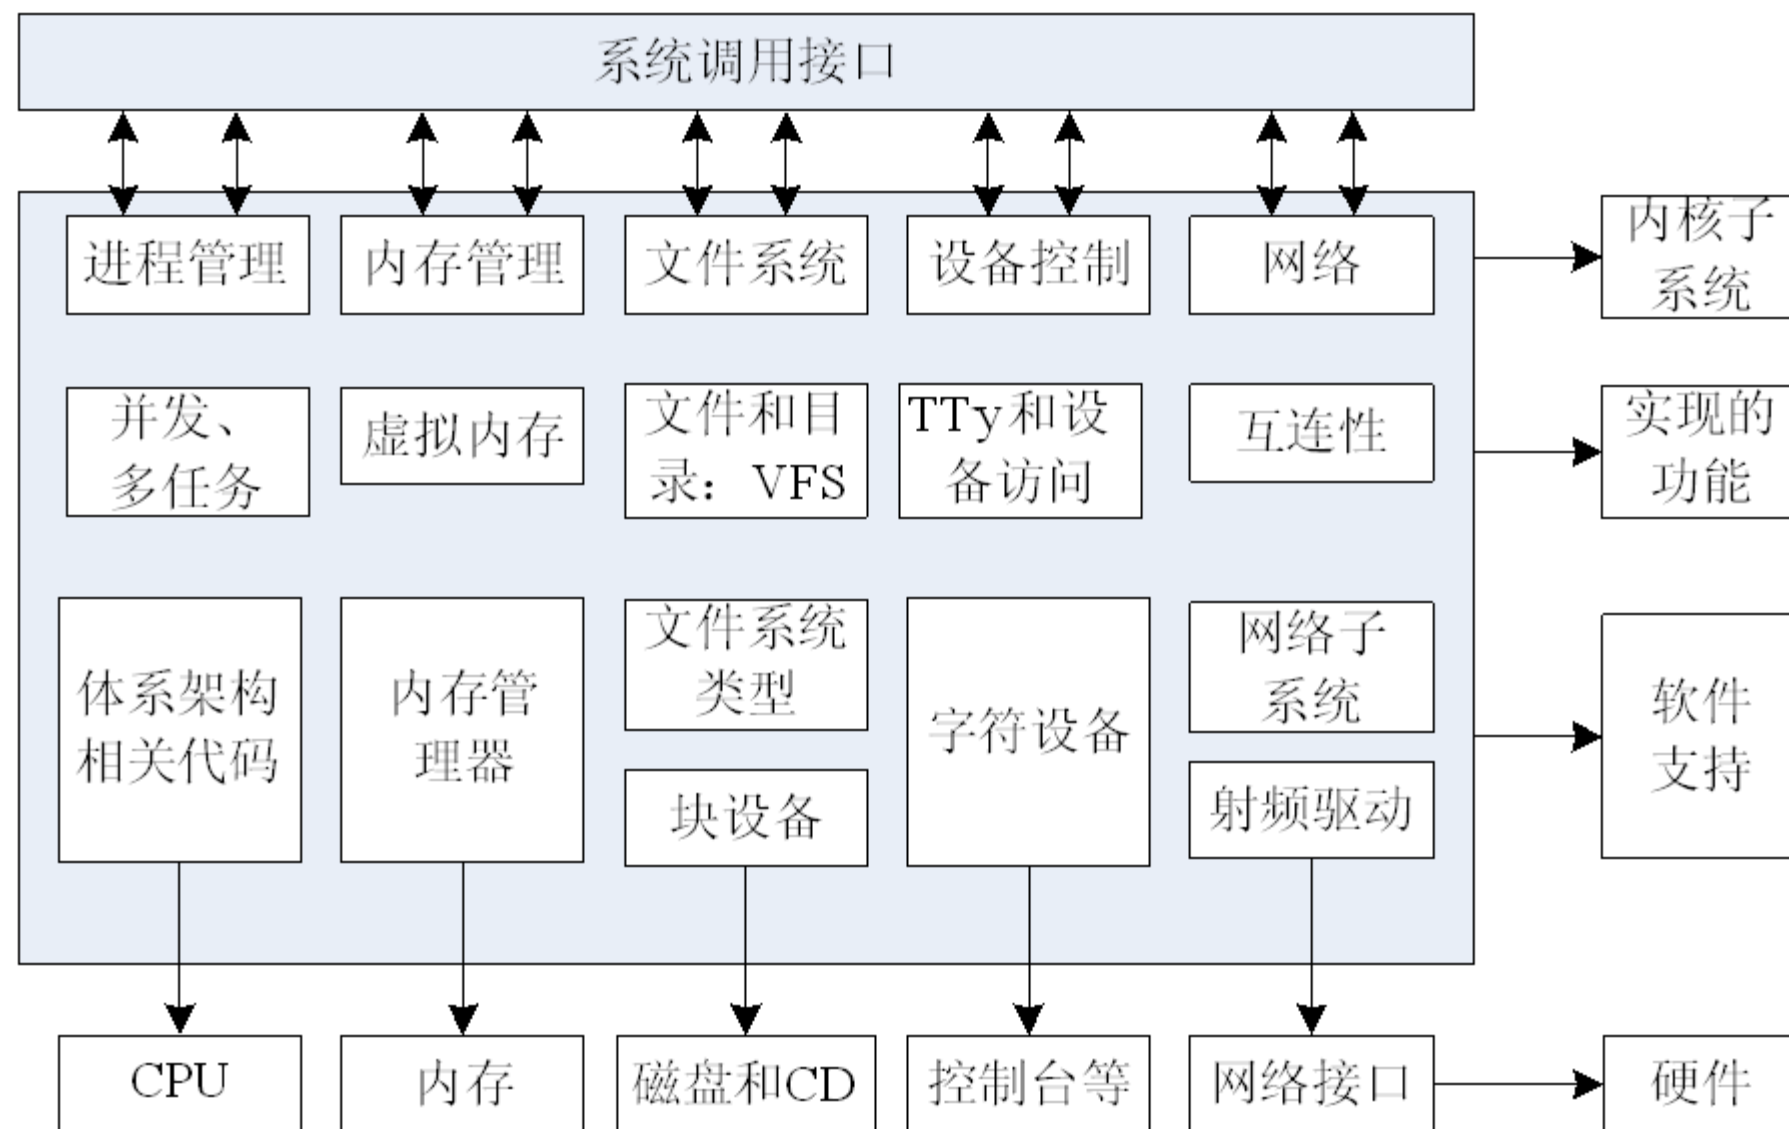 系统调用接口
进程管理
内存管理
文件系统
设备控制
网络
内核子
系统
并发、
多任务
虚拟内存
文件和目
录：VFS
TTy和设
备访问
互连性
实现的
功能
体系架构
相关代码
内存管
理器
文件系统
类型
块设备
字符设备
网络子
系统
射频驱动
软件
支持
CPU
内存
磁盘和CD
控制台等
网络接口
硬件